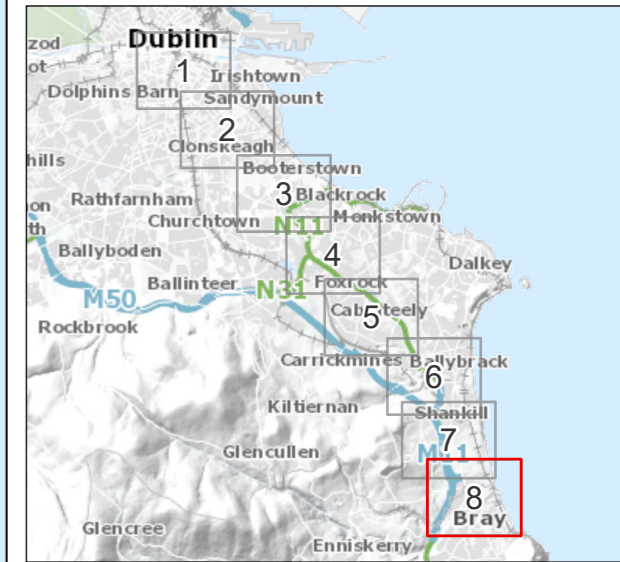 Dublin
zod
ot
1
Irishtown
Dolphins Barn
Sandymount
2
hills
Clonskeagh
Booterstown
3
Blackrock
Rathfarnham
non
Monkstown
th
Churchtown
N11
4
Ballyboden
Dalkey
Ballinteer
N31
Foxrock
M50
Cabinteely
5
Rockbrook
Carrickmines
Ballybrack
6
Kiltiernan
Shankill
7
Glencullen
8
Bray
Glencree
Enniskerry